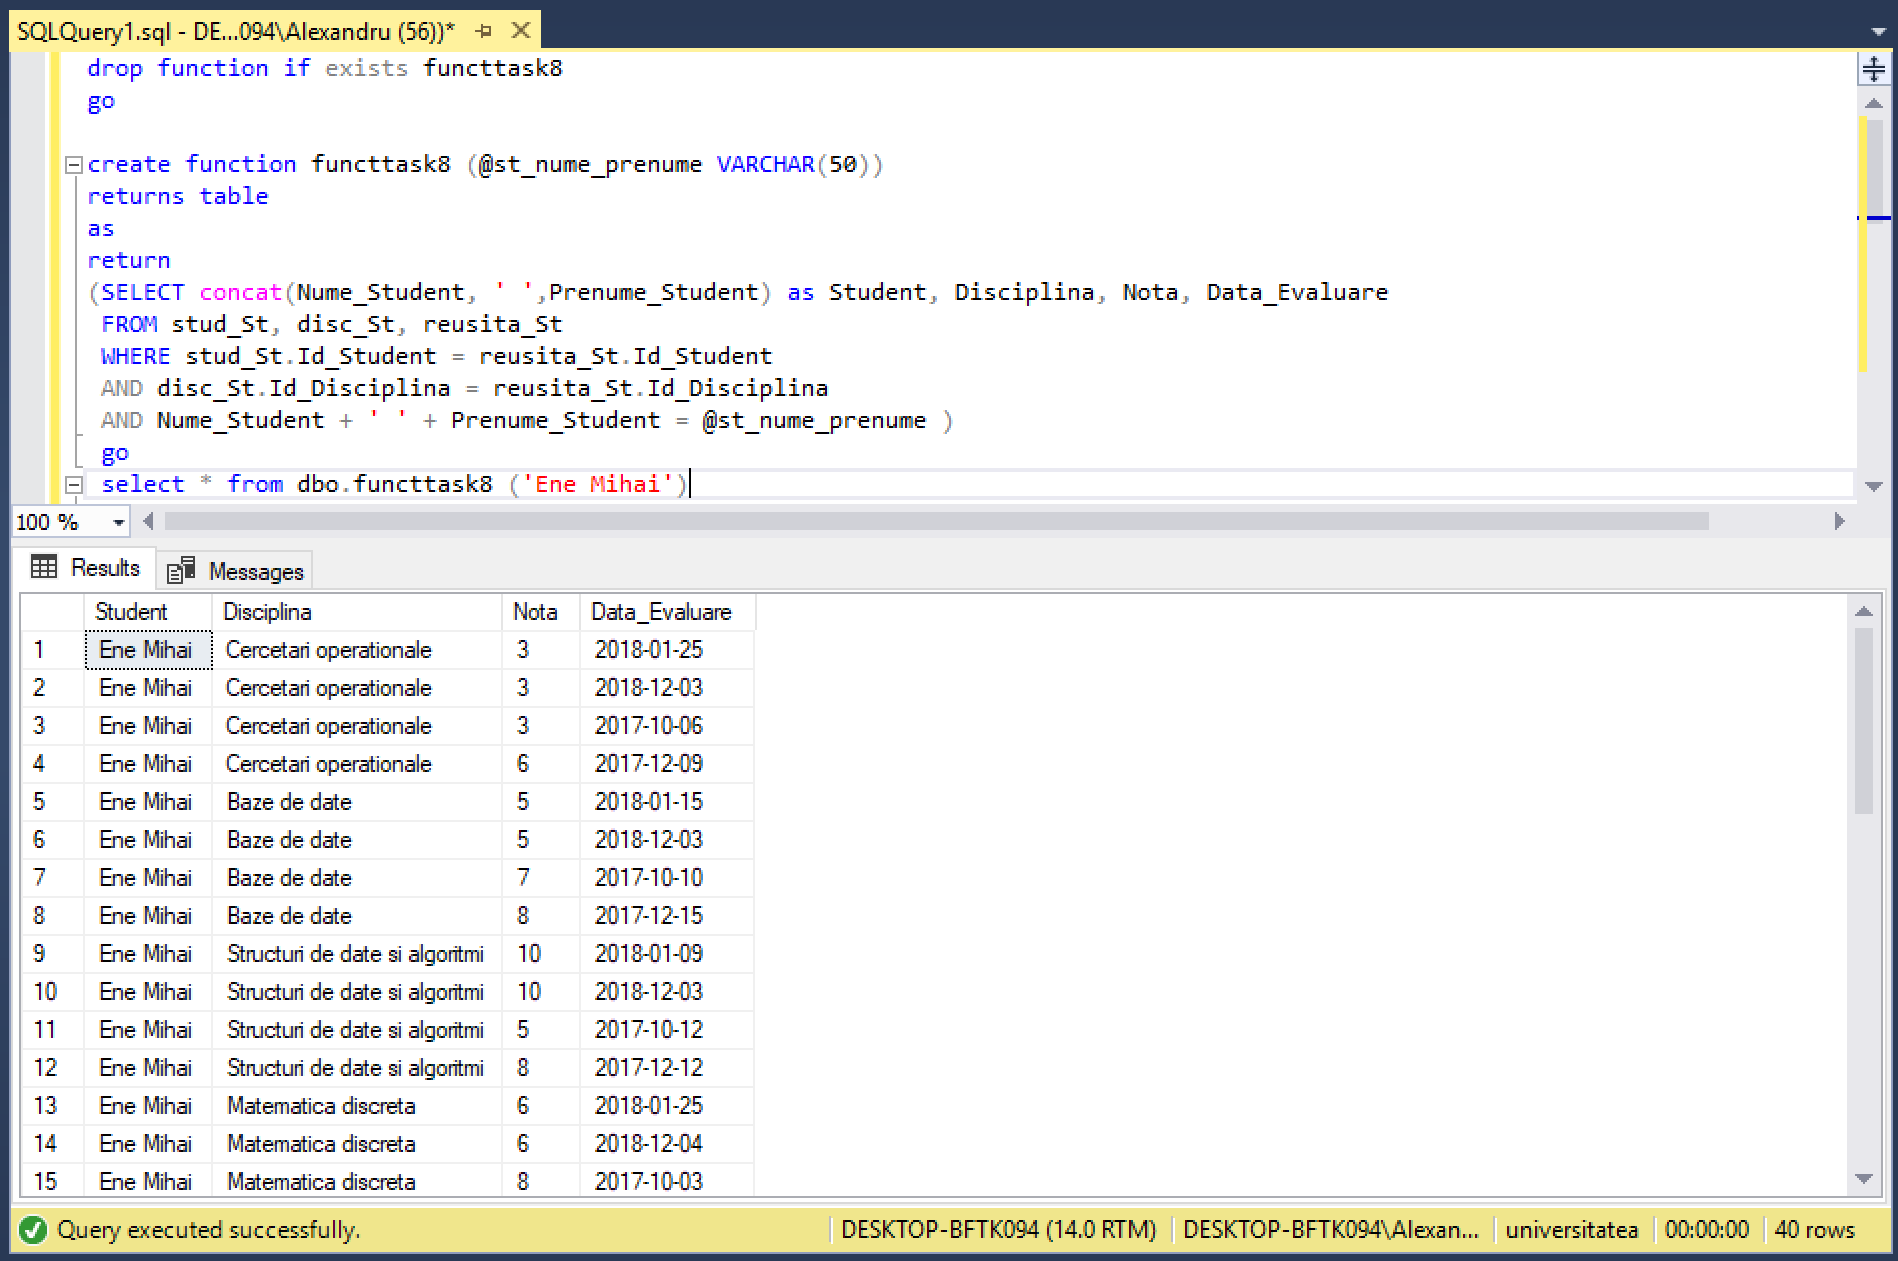 SQLQuery1.sql - DE...094\Alexandru (56))*
drop function if exists functtask8
go
create function functtask8 (@st_nume_prenume VARCHAR(50))
returns table
as
return
(SELECT concat(Nume_Student, ' ',Prenume_Student) as Student, Disciplina, Nota, Data_Evaluare
FROM stud_St, disc_St, reusita_St
WHERE stud_St.Id_Student = reusita_St.Id_Student
AND disc_St.Id_Disciplina = reusita_St.Id_Disciplina
AND Nume_Student + ' ' + Prenume_Student = @st_nume_prenume )
go
select * from dbo.functtask8 ('Ene Mihai')
100 %
Results Messages
Student Disciplina Nota Data_Evaluare
1 Ene Mihai Cercetari operationale 3 2018-01-25
2 Ene Mihai Cercetari operationale 3 2018-12-03
3 Ene Mihai Cercetari operationale 3 2017-10-06
4 Ene Mihai Cercetari operationale 6 2017-12-09
5 Ene Mihai Baze de date 5 2018-01-15
6 Ene Mihai Baze de date 5 2018-12-03
7 Ene Mihai Baze de date 7 2017-10-10
8 Ene Mihai Baze de date 8 2017-12-15
9 Ene Mihai Structuri de date si algoritmi 10 2018-01-09
10 Ene Mihai Structuri de date si algoritmi 10 2018-12-03
11 Ene Mihai Structuri de date si algoritmi 5 2017-10-12
12 Ene Mihai Structuri de date si algoritmi 8 2017-12-12
13 Ene Mihai Matematica discreta 6 2018-01-25
14 Ene Mihai Matematica discreta 6 2018-12-04
15 Ene Mihai Matematica discreta 8 2017-10-03
Query executed successfully. DESKTOP-BFTK094 (14.0 RTM) DESKTOP-BFTK094\Alexan... universitatea 00:00:00 40 rows